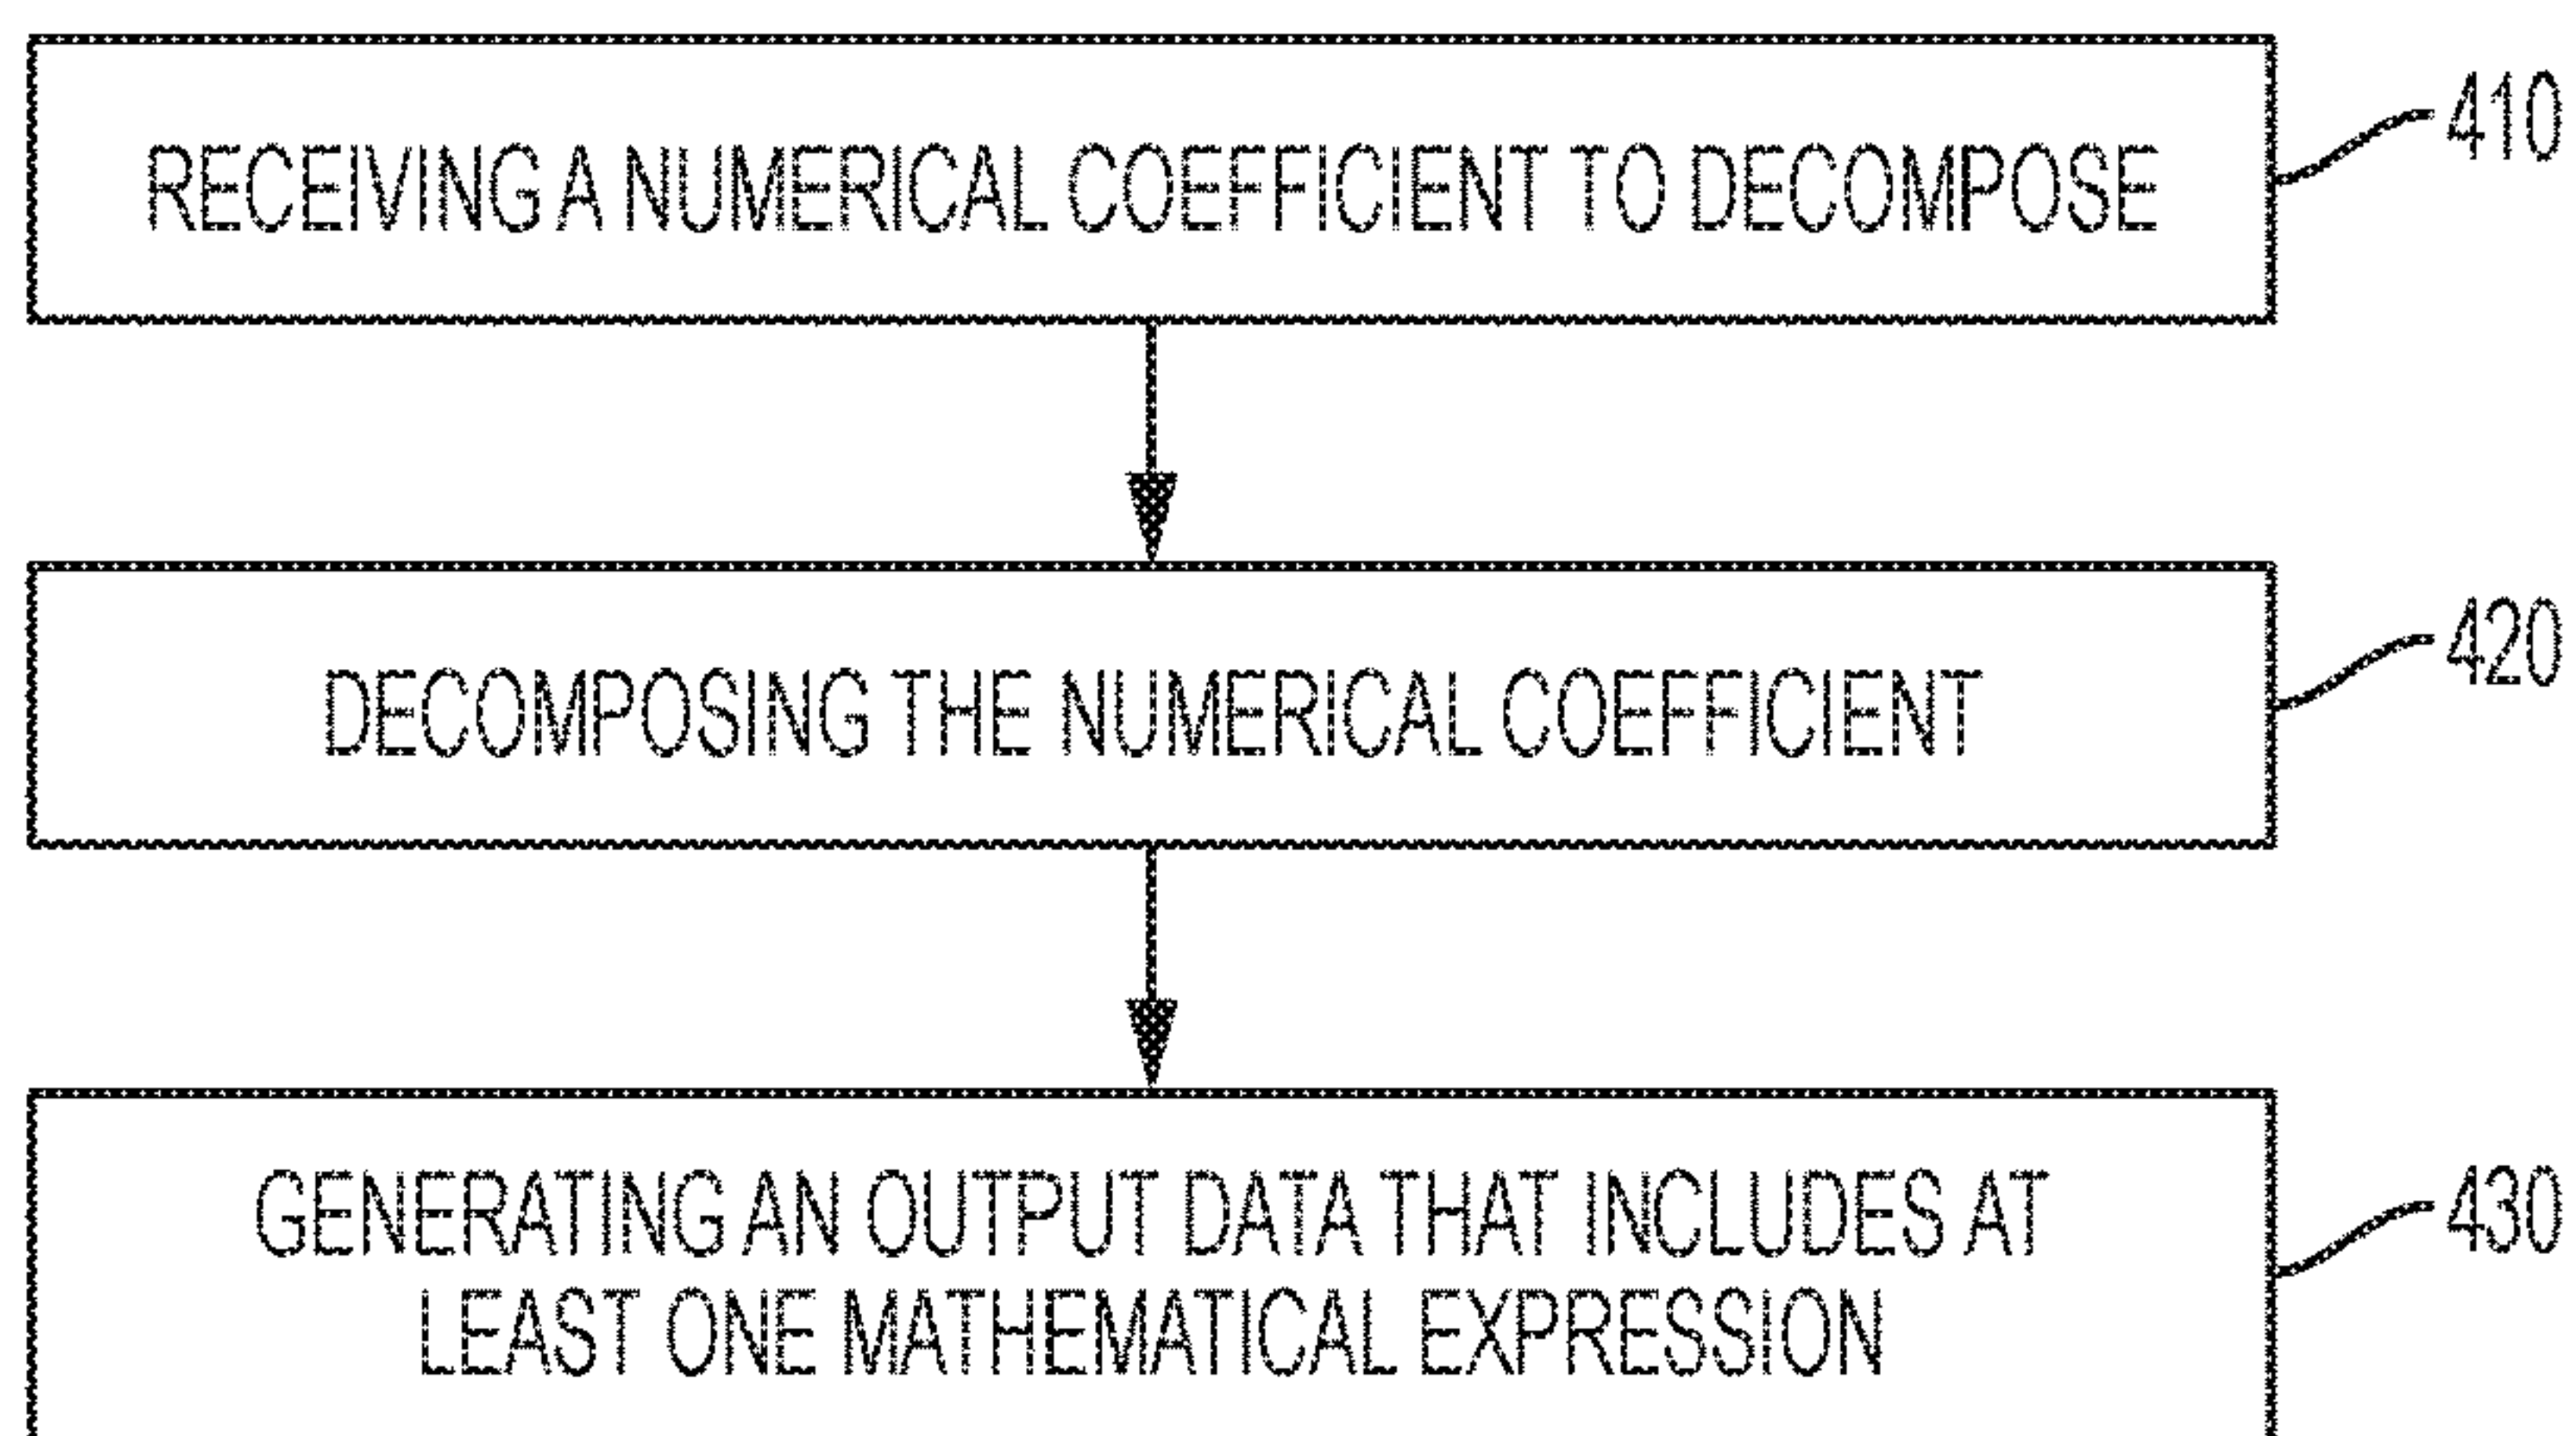 RECEIVING A NUMERICAL COEFFICIENT TO DECOMPOSE
410
DECOMPOSING THE NUMERICAL COEFFICIENT
420
GENERATING AN OUTPUT DATA THAT INCLUDES AT
LEAST ONE MATHEMATICAL EXPRESSION
430